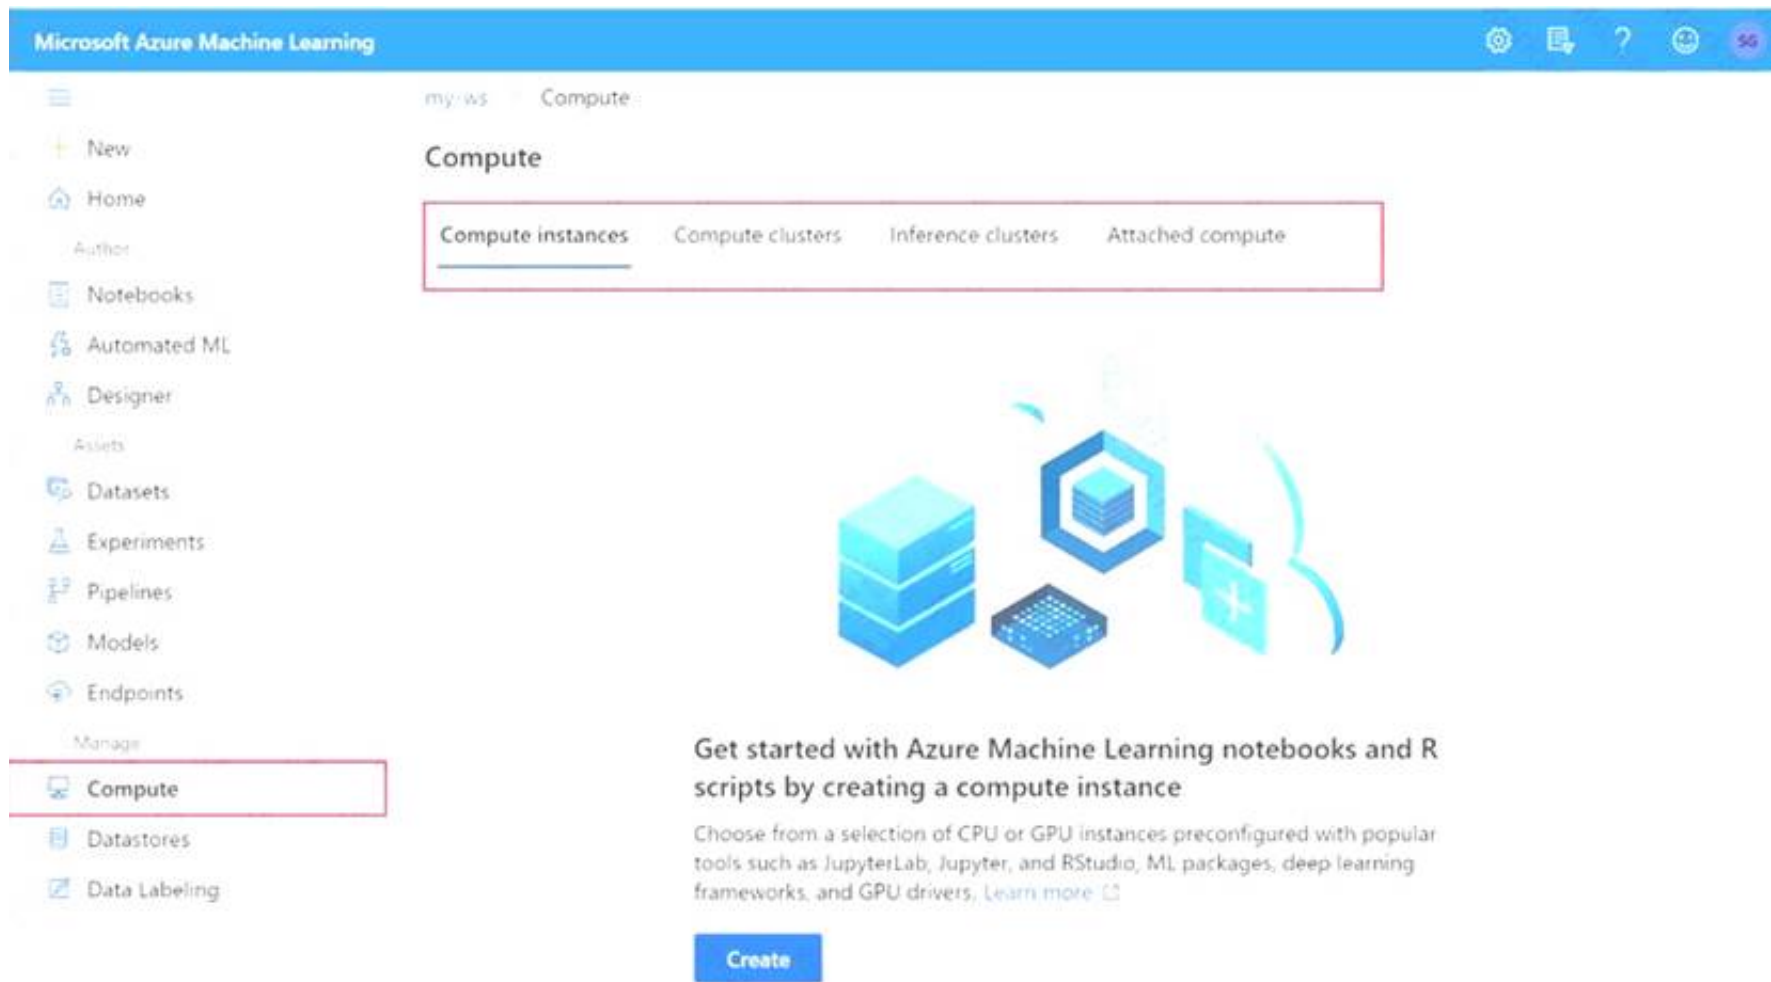 Microsoft Azure Machine Learning
?
SG
my-ws Compute
New
Compute
Home
Compute instances Compute clusters Inference clusters Attached compute
Author
Notebooks
Automated ML
Designer
Assets
Datasets
Experiments
Pipelines
Models
Endpoints
Manage
Compute
Datastores
Data Labeling
Get started with Azure Machine Learning notebooks and R
scripts by creating a compute instance
Choose from a selection of CPU or GPU instances preconfigured with popular
tools such as JupyterLab, Jupyter, and RStudio, ML packages, deep learning
frameworks, and GPU drivers. Learn more
Create